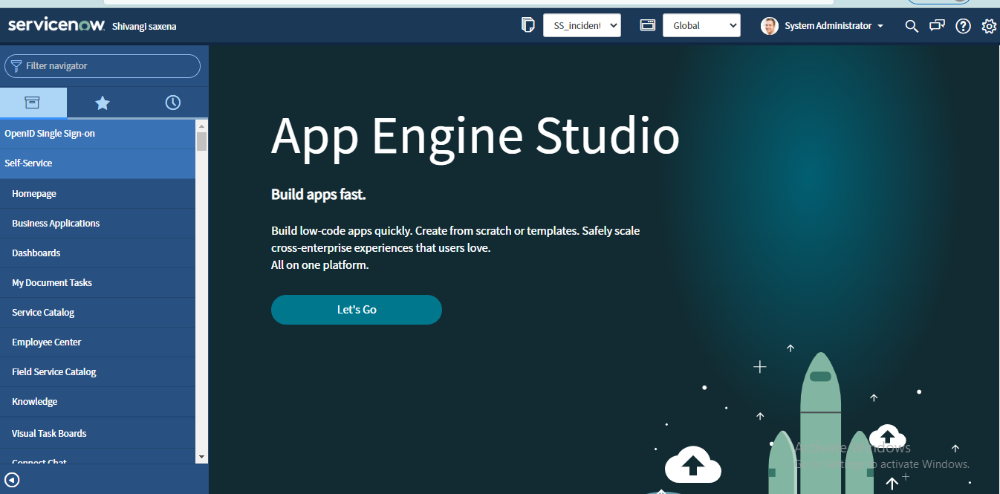 servicenow. Shivangi saxena
SS_incident
Global
System Administrator
Filter navigator
OpenID Single Sign-on
Self-Service
Homepage
Business Applications
Dashboards
My Document Tasks
Service Catalog
Employee Center
Field Service Catalog
Knowledge
Visual Task Boards
Connect Chat
App Engine Studio
Build apps fast.
Build low-code apps quickly. Create from scratch or templates. Safely scale
cross-enterprise experiences that users love.
All on one platform.
Let's Go
Activate Windows
Go to Settings to activate Windows.